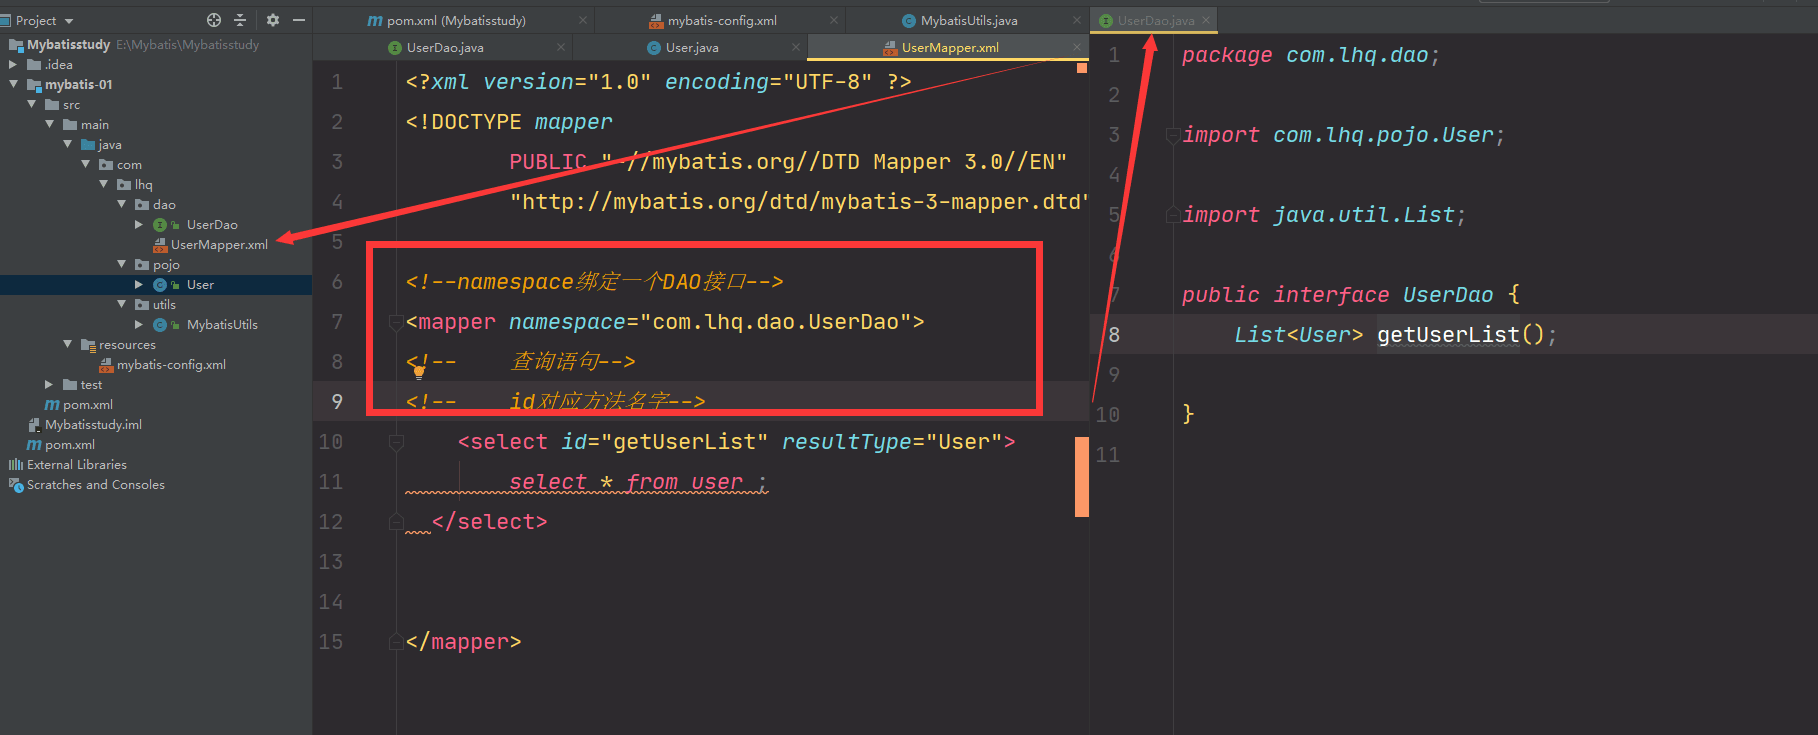 Project
Mybatisstudy E:\Mybatis\Mybatisstudy
.idea
mybatis-01
src
main
java
com
lhq
dao
UserDao
UserMapper.xml
pojo
User
utils
MybatisUtils
resources
mybatis-config.xml
test
pom.xml
Mybatisstudy.iml
pom.xml
External Libraries
Scratches and Consoles
pom.xml (Mybatisstudy)
mybatis-config.xml
MybatisUtils.java
UserDao.java
User.java
UserMapper.xml
1 <?xml version="1.0" encoding="UTF-8" ?>
2 <!DOCTYPE mapper
3 PUBLIC "-//mybatis.org//DTD Mapper 3.0//EN"
4 "http://mybatis.org/dtd/mybatis-3-mapper.dtd"
5
6 <!--namespace绑定一个DAO接口-->
7 <mapper namespace="com.lhq.dao.UserDao">
8 <!-- 查询语句-->
9 <!-- id对应方法名字-->
10 <select id="getUserList" resultType="User">
11 select * from user ;
12 </select>
13
14
15 </mapper>
UserDao.java
1 package com.lhq.dao;
2
3 import com.lhq.pojo.User;
4
5 import java.util.List;
6
7 public interface UserDao {
8 List<User> getUserList();
9
10 }
11